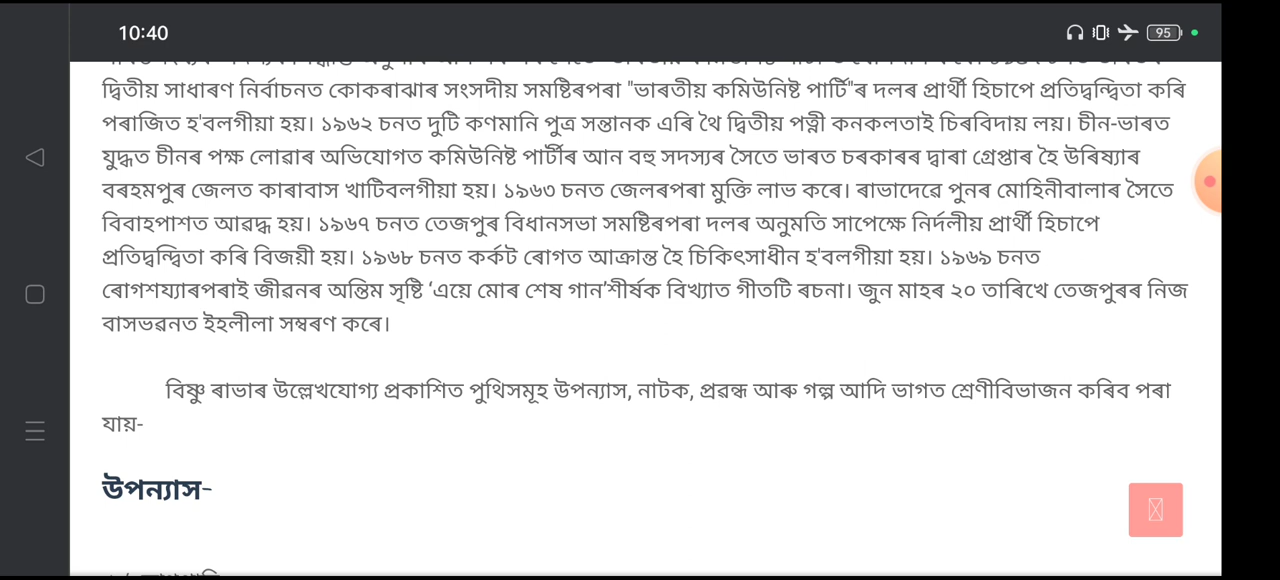 10:40
95
দ্বিতীয় সাধাৰণ নিৰ্বাচনত কোকৰাঝাৰ সংসদীয় সমষ্টিৰপৰা "ভাৰতীয় কমিউনিষ্ট পাৰ্টি"ৰ দলৰ প্ৰাৰ্থী হিচাপে প্ৰতিদ্বন্দ্বিতা কৰি
পৰাজিত হ'বলগীয়া হয়। ১৯৬২ চনত দুটি কণমানি পুত্ৰ সন্তানক এৰি থৈ দ্বিতীয় পত্নী কনকলতাই চিৰবিদায় লয়। চীন-ভাৰত
যুদ্ধত চীনৰ পক্ষ লোৱাৰ অভিযোগত কমিউনিষ্ট পাৰ্টীৰ আন বহু সদস্যৰ সৈতে ভাৰত চৰকাৰৰ দ্বাৰা গ্ৰেপ্তাৰ হৈ উৰিষ্যাৰ
বৰহমপুৰ জেলত কাৰাবাস খাটিবলগীয়া হয়। ১৯৬৩ চনত জেলৰপৰা মুক্তি লাভ কৰে। ৰাভাদেৱে পুনৰ মোহিনীবালাৰ সৈতে
বিবাহপাশত আৱদ্ধ হয়। ১৯৬৭ চনত তেজপুৰ বিধানসভা সমষ্টিৰপৰা দলৰ অনুমতি সাপেক্ষে নিৰ্দলীয় প্ৰাৰ্থী হিচাপে
প্ৰতিদ্বন্দ্বিতা কৰি বিজয়ী হয়। ১৯৬৮ চনত কৰ্কট ৰোগত আক্ৰান্ত হৈ চিকিৎসাধীন হ'বলগীয়া হয়। ১৯৬৯ চনত
ৰোগশয্যাৰপৰাই জীৱনৰ অন্তিম সৃষ্টি ‘এয়ে মোৰ শেষ গান’শীৰ্ষক বিখ্যাত গীতটি ৰচনা। জুন মাহৰ ২০ তাৰিখে তেজপুৰৰ নিজ
বাসভৱনত ইহলীলা সম্বৰণ কৰে।
বিষ্ণু ৰাভাৰ উল্লেখযোগ্য প্ৰকাশিত পুথিসমূহ উপন্যাস, নাটক, প্ৰৱন্ধ আৰু গল্প আদি ভাগত শ্ৰেণীবিভাজন কৰিব পৰা
যায়-
উপন্যাস-